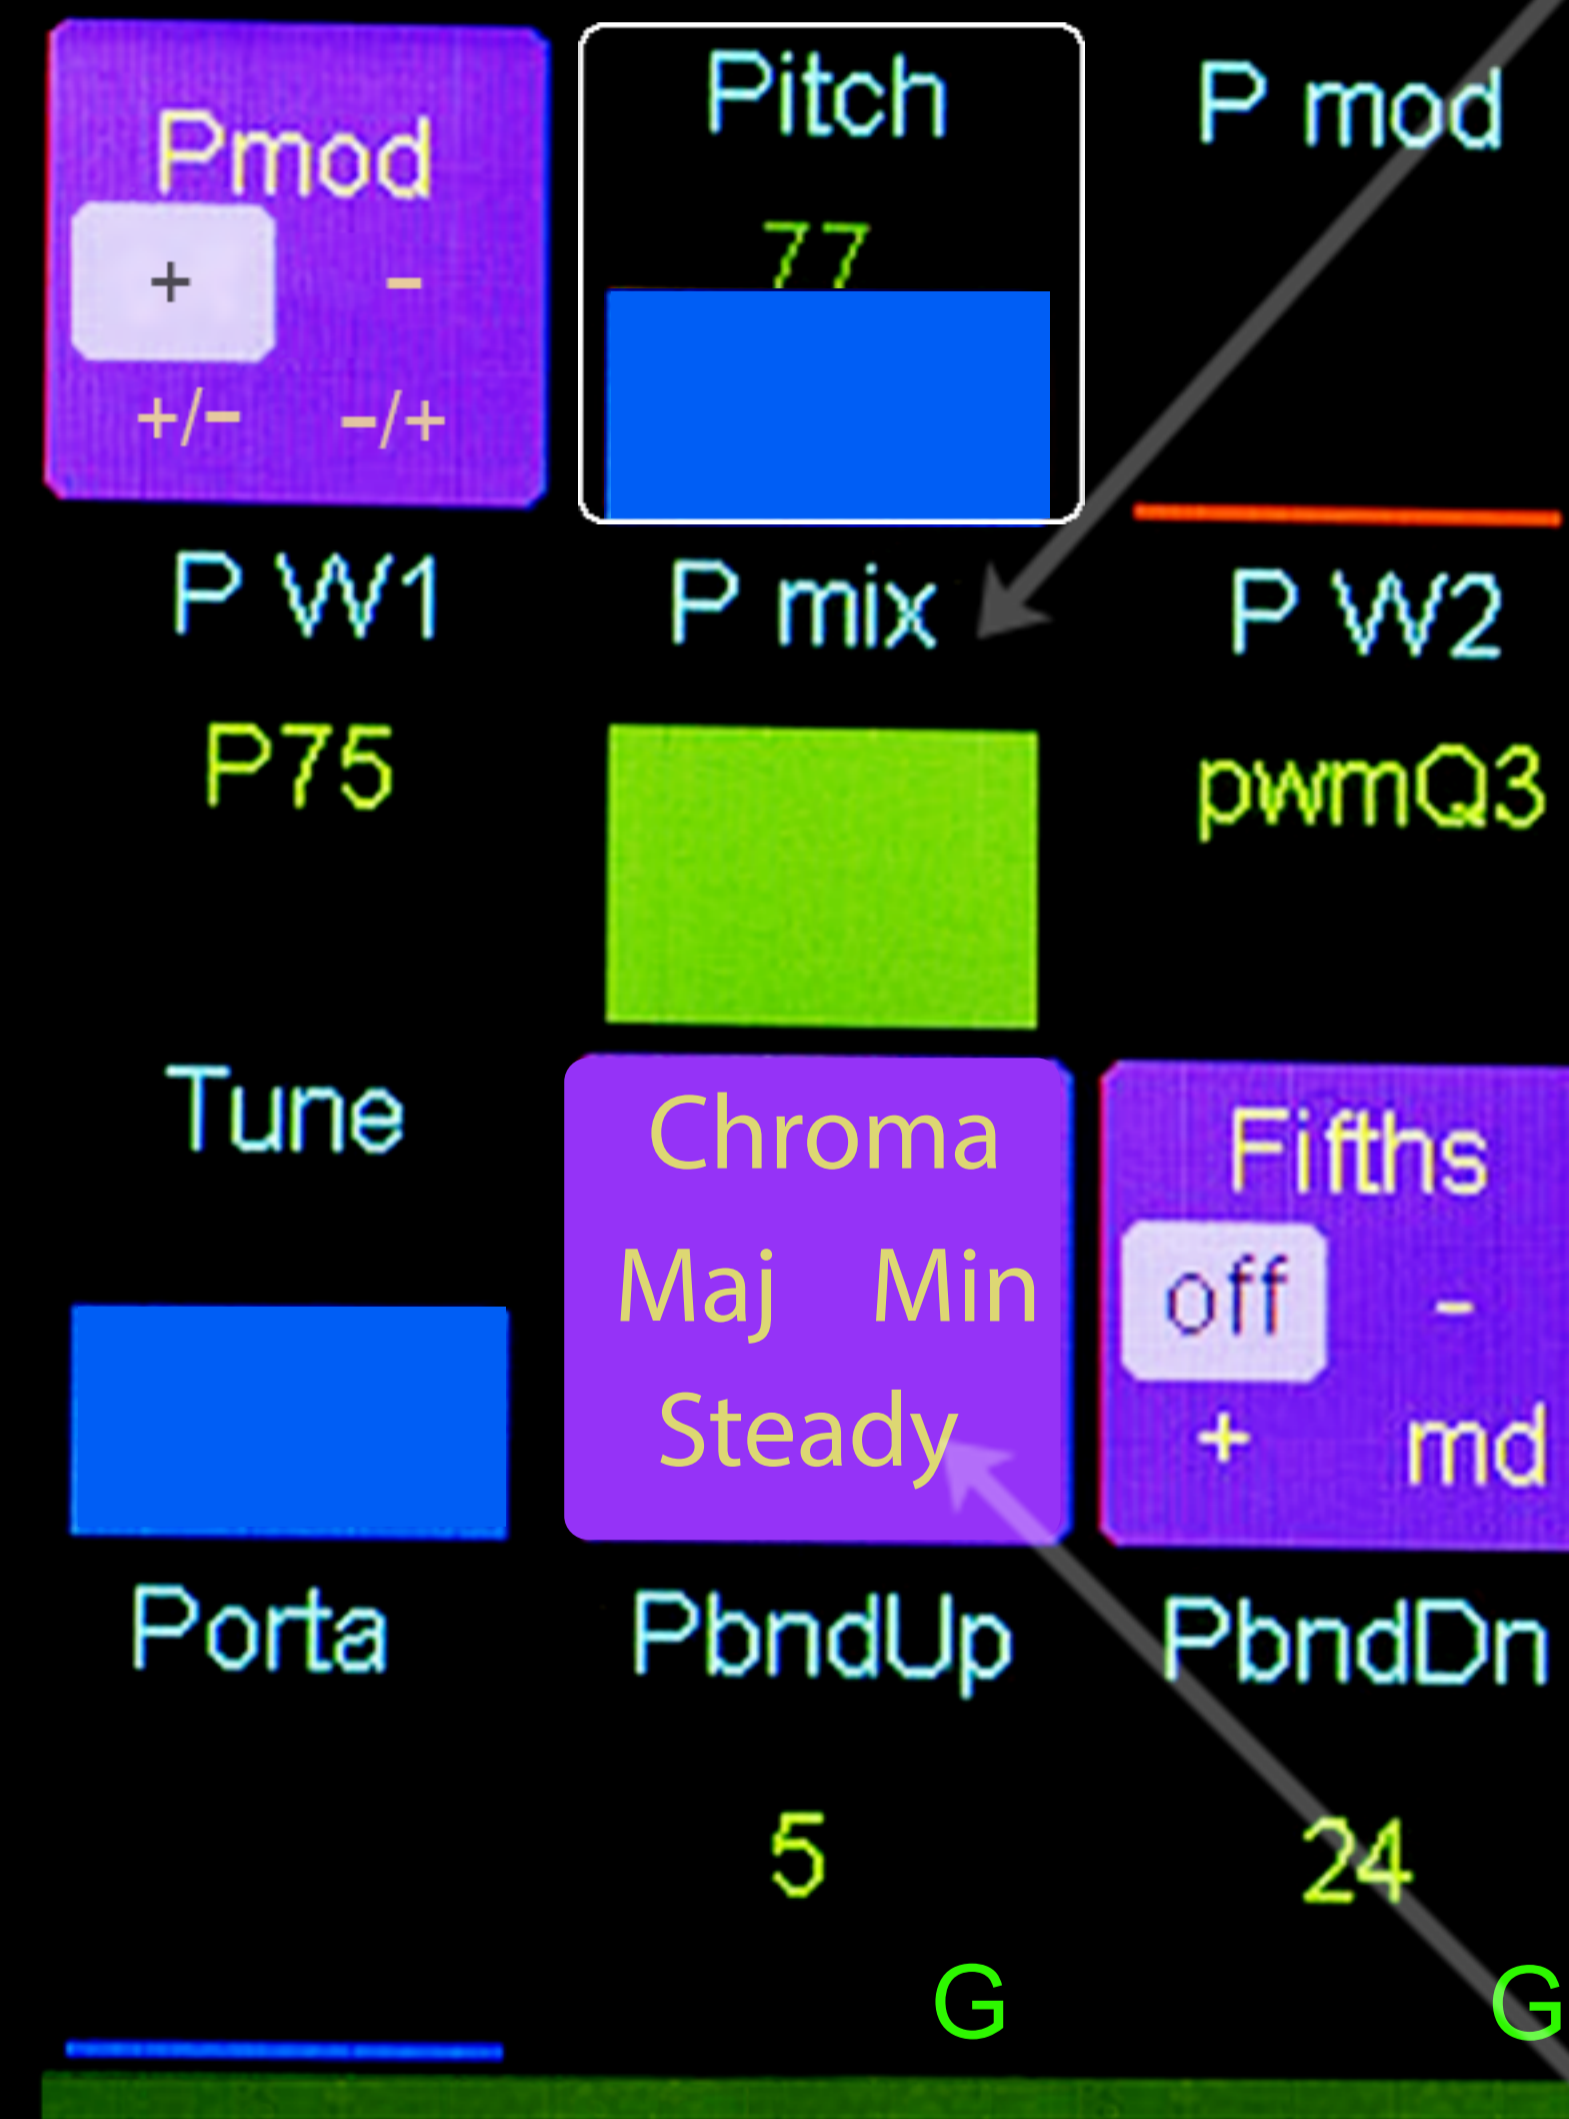 Pmod
+ -
+/- -/+
Pitch
77
P mod
P W1
P75
P mix
P W2
pwmQ3
Tune
Chroma
Maj Min
Steady
Fifths
off -
+ md
Porta
PbndUp
5
G
PbndDn
24
G